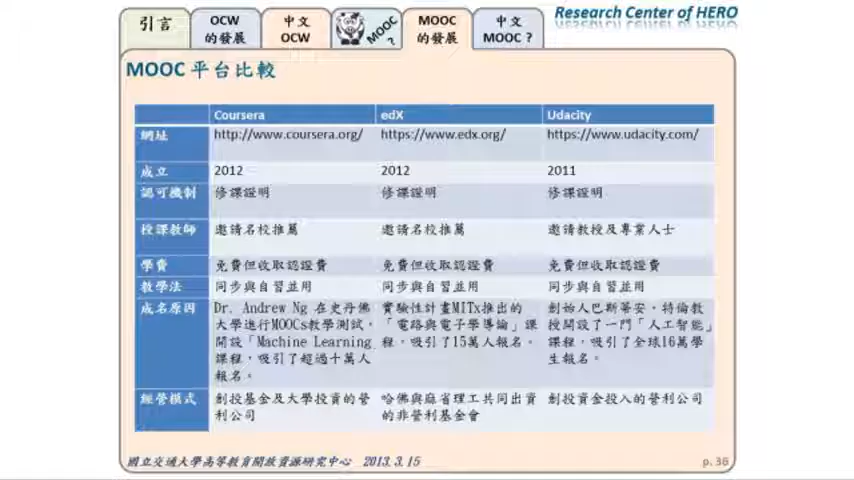 引言
OCW
的發展
中文
OCW
MOOC
?
MOOC
的發展
中文
MOOC ?
Research Center of HERO
MOOC 平台比較
Coursera edX Udacity
網址 http://www.coursera.org/ https://www.edx.org/ https://www.udacity.com/
成立 2012 2012 2011
認可機制 修課證明 修課證明 修課證明
授課教師 邀請名校推薦 邀請名校推薦 邀請教授及專業人士
學費 免費但收取認證費 免費但收取認證費 免費但收取認證費
教學法 同步與自習並用 同步與自習並用 同步與自習並用
成名原因 Dr. Andrew Ng 在史丹佛 實驗性計畫MITx推出的 創始人巴斯蒂安。特倫教
大學進行MOOCs教學測試。 「電路與電子學導論」課 授開設了一門「人工智能」
開設「Machine Learning 程，吸引了15萬人報名。 課程，吸引了全球16萬學
課程，吸引了超過十萬人 生報名。
報名。
經營模式 創投基金及大學投資的營 哈佛與麻省理工共同出資 創投資金投入的營利公司
利公司 的非營利基金會
國立交通大學高等教育開放資源研究中心 2013.3.15
p. 36